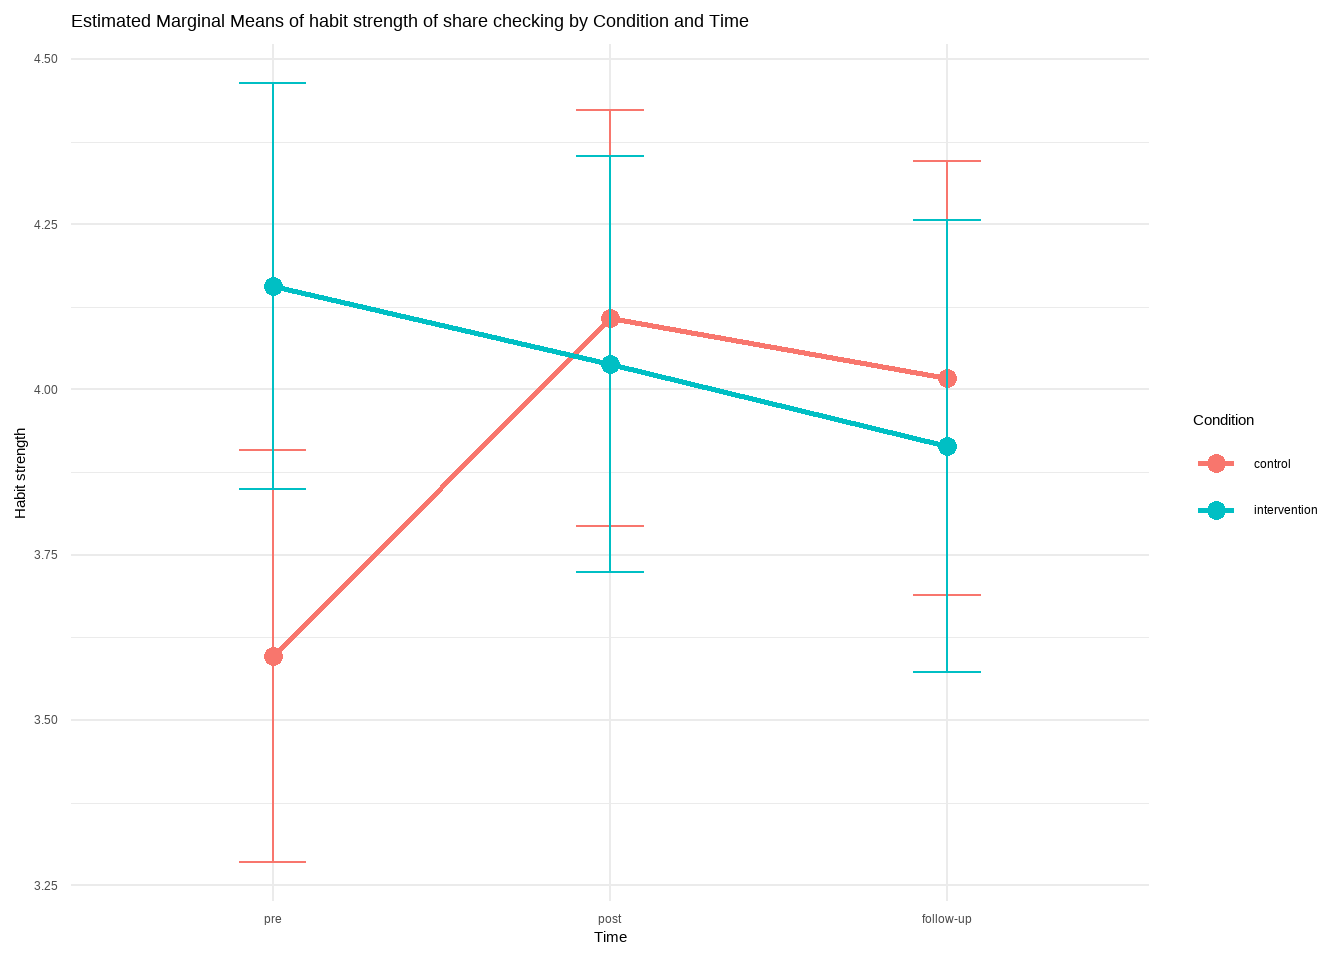 Estimated Marginal Means of habit strength of share checking by Condition and Time
4.50
4.25
4.00
3.75
3.50
3.25
Habit strength
pre
post
follow-up
Time
Condition
control
intervention